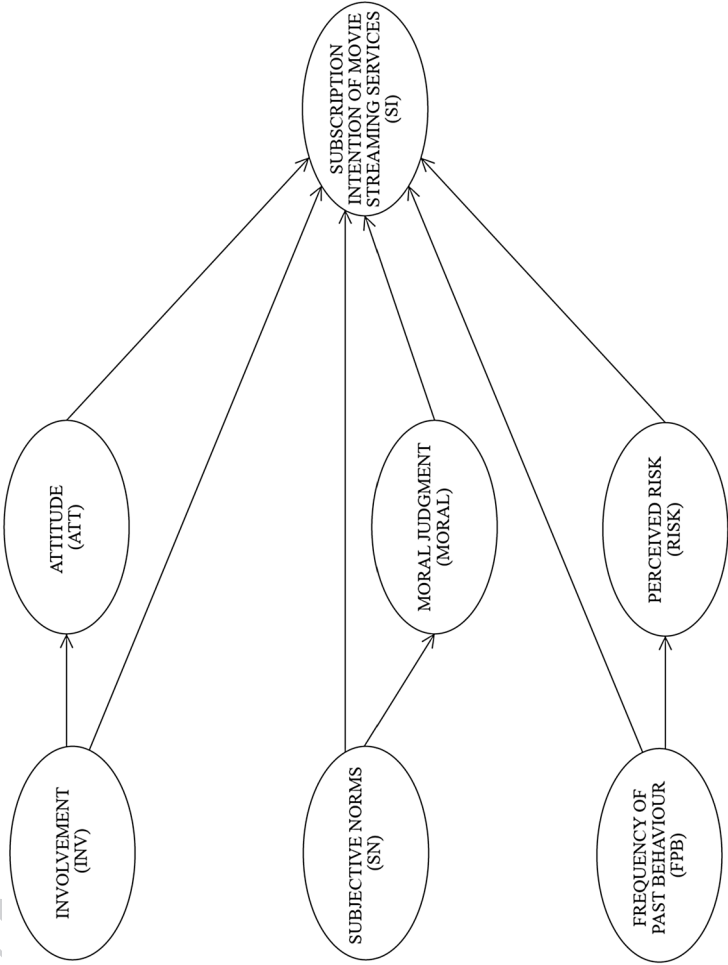 INVOLVEMENT
(INV)
ATTITUDE
(ATT)
SUBJECTIVE NORMS
(SN)
MORAL JUDGMENT
(MORAL)
SUBSCRIPTION
INTENTION OF MOVIE
STREAMING SERVICES
(SI)
FREQUENCY OF
PAST BEHAVIOUR
(FPB)
PERCEIVED RISK
(RISK)